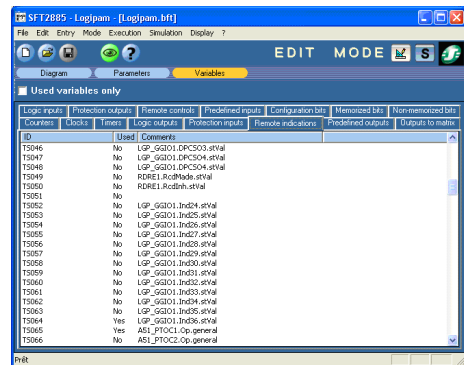 SFT2885 - Logipam - [Logipam.bft]
File Edit Entry Mode Execution Simulation Display ?
? EDIT MODE S
Diagram Parameters Variables
Used variables only
Logic inputs Protection outputs Remote controls Predefined inputs Configuration bits Memorized bits Non-memorized bits
Counters Clocks Timers Logic outputs Protection inputs Remote indications Predefined outputs Outputs to matrix
ID Used Comments
TS046 No LGP_GGIO1.DPCSO3.stVal
TS047 No LGP_GGIO1.DPCSO4.stVal
TS048 No LGP_GGIO1.DPCSO4.stVal
TS049 No RDRE1.RcdMade.stVal
TS050 No RDRE1.RcdInh.stVal
TS051 No
TS052 No LGP_GGIO1.Ind24.stVal
TS053 No LGP_GGIO1.Ind25.stVal
TS054 No LGP_GGIO1.Ind26.stVal
TS055 No LGP_GGIO1.Ind27.stVal
TS056 No LGP_GGIO1.Ind28.stVal
TS057 No LGP_GGIO1.Ind29.stVal
TS058 No LGP_GGIO1.Ind30.stVal
TS059 No LGP_GGIO1.Ind31.stVal
TS060 No LGP_GGIO1.Ind32.stVal
TS061 No LGP_GGIO1.Ind33.stVal
TS062 No LGP_GGIO1.Ind34.stVal
TS063 No LGP_GGIO1.Ind35.stVal
TS064 Yes LGP_GGIO1.Ind36.stVal
TS065 Yes A51_PTOC1.Op.general
TS066 No A51_PTOC2.Op.general
Prêt